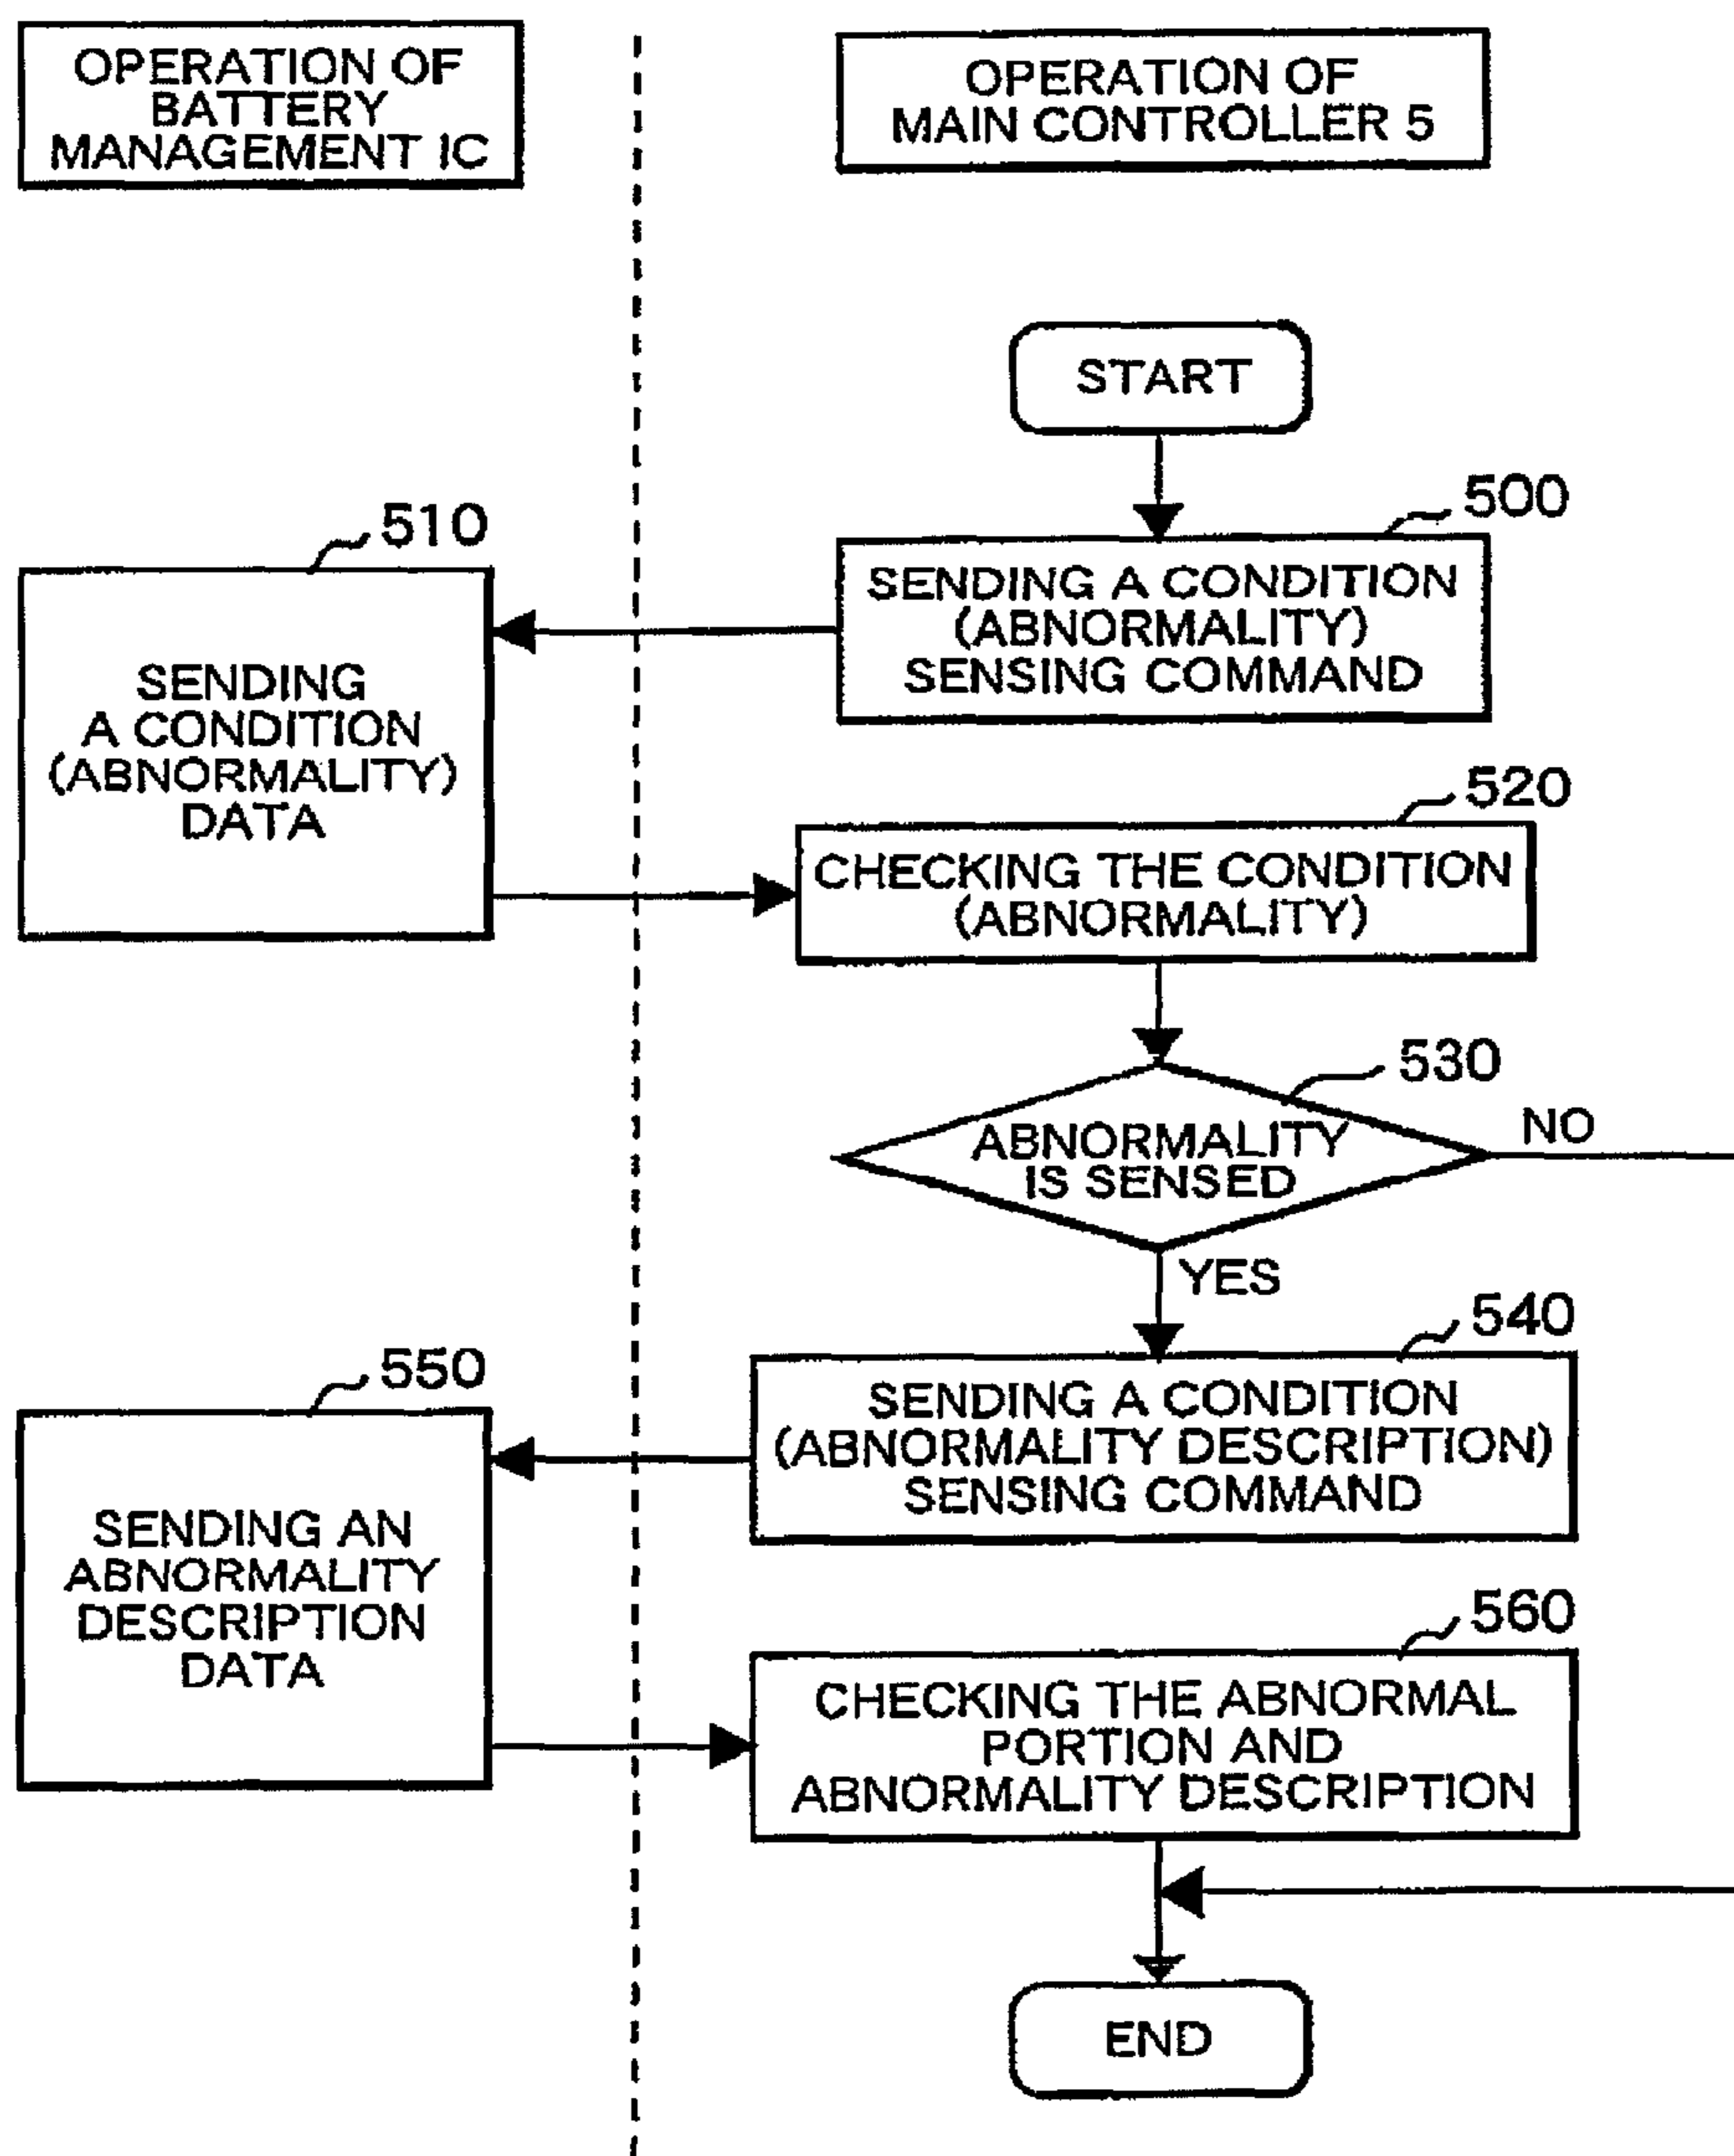 OPERATION OF
BATTERY
MANAGEMENT IC
OPERATION OF
MAIN CONTROLLER 5
START
500
SENDING A CONDITION
(ABNORMALITY)
SENSING COMMAND
510
SENDING
A CONDITION
(ABNORMALITY)
DATA
520
CHECKING THE CONDITION
(ABNORMALITY)
530
ABNORMALITY
IS SENSED
NO
YES
540
SENDING A CONDITION
(ABNORMALITY DESCRIPTION)
SENSING COMMAND
550
SENDING AN
ABNORMALITY
DESCRIPTION
DATA
560
CHECKING THE ABNORMAL
PORTION AND
ABNORMALITY DESCRIPTION
END